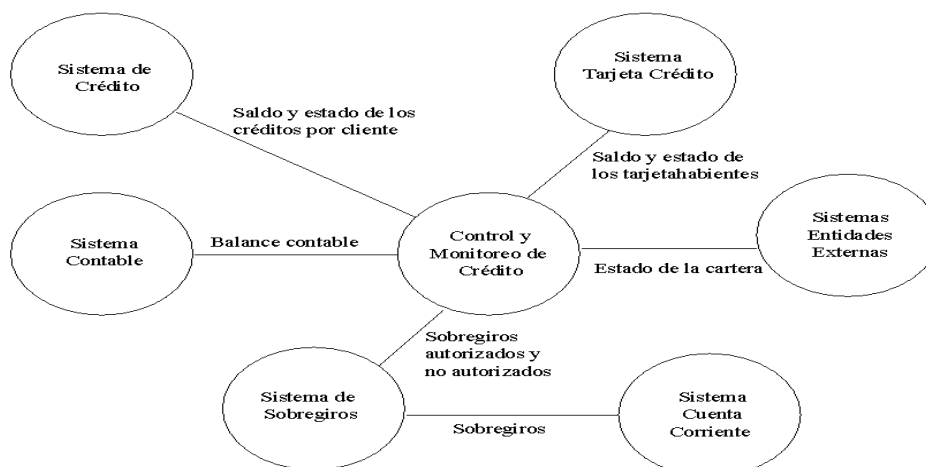 Sistema de
Crédito
Sistema
Tarjeta Crédito
Saldo y estado de los
créditos por cliente
Saldo y estado de
los tarjetahabientes
Sistema
Contable
Balance contable
Control y
Monitoreo de
Crédito
Sistemas
Entidades
Externas
Estado de la cartera
Sobregiros
autorizados y
no autorizados
Sistema de
Sobregiros
Sobregiros
Sistema
Cuenta
Corriente